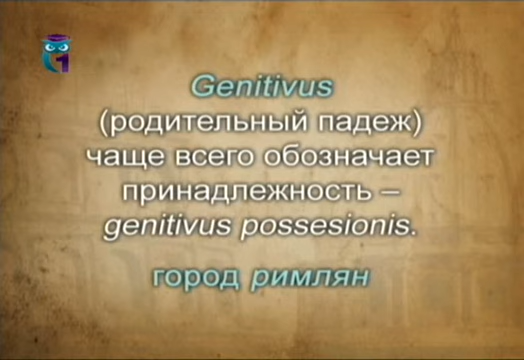 Genitivus
(родительный падеж)
чаще всего обозначает
принадлежность –
genitivus possesionis.
город римлян